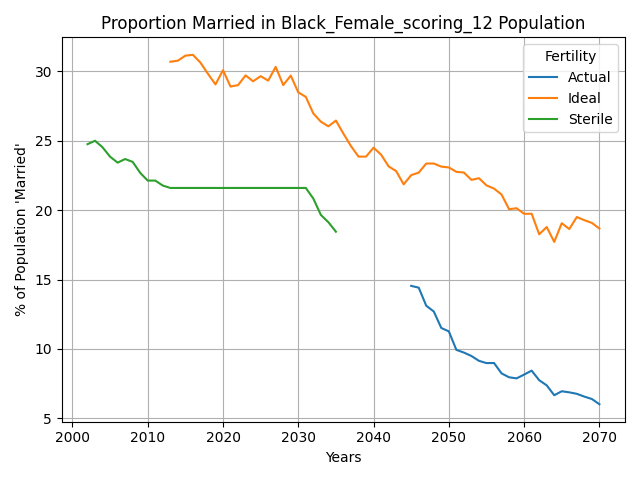 Proportion Married in Black_Female_scoring_12 Population
% of Population 'Married'
30
25
20
15
10
5
Fertility
Actual
Ideal
Sterile
2000 2010 2020 2030 2040 2050 2060 2070
Years